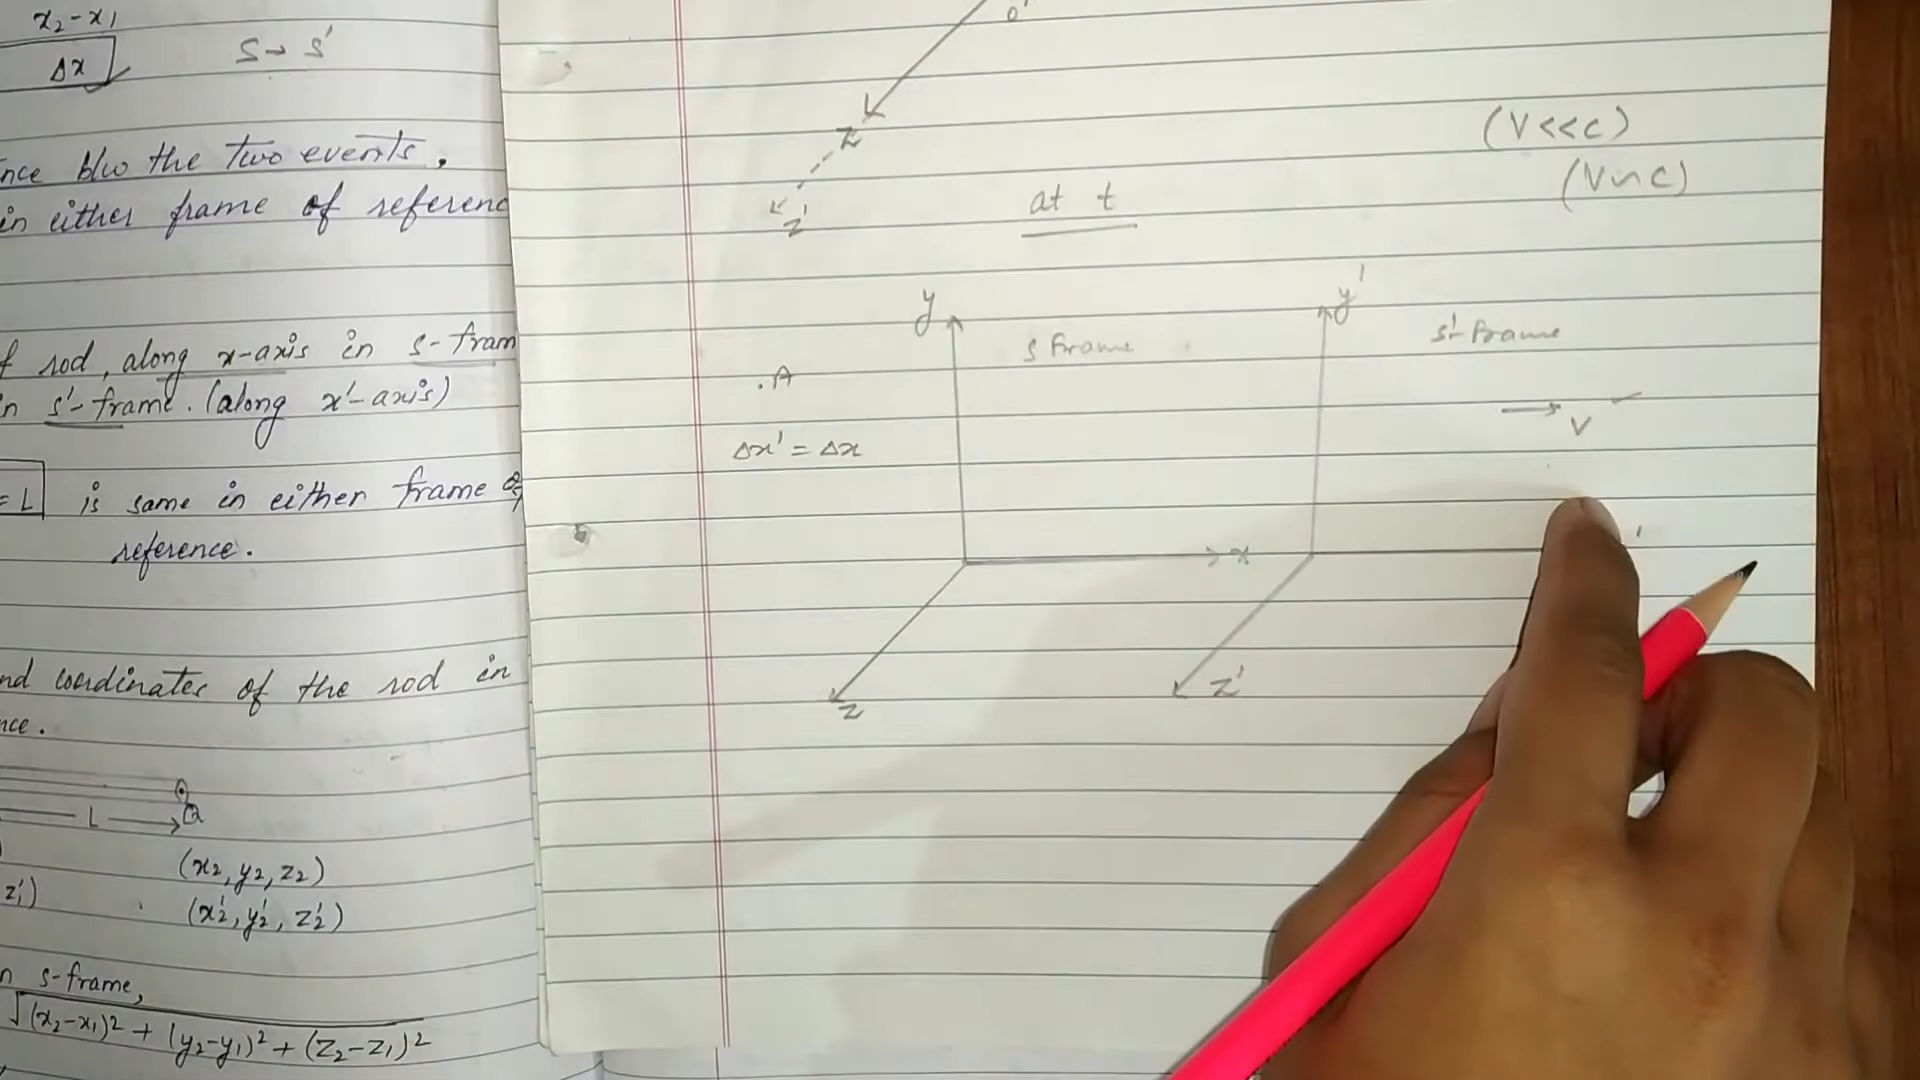 x₂-x₁
Δx
S→ S'
nce b/w the two events.
in either frame of referenc
f rod, along x-axis in s-fram
n s'-frame. (along x'-axis)
= L is same in either frame of
reference.
nd coordinates of the rod in
nce.
L
Q
(x₂, y₂, z₂)
z₁')
(x₂', y₂', z₂')
n s-frame,
√(x₂-x₁)² + (y₂-y₁)² + (z₂-z₁)²
o'
z
z'
(V<<c)
(V~c)
at t
y
y'
S Frame
s'-Frame
.A
V
Δx' = Δx
x
z
z'